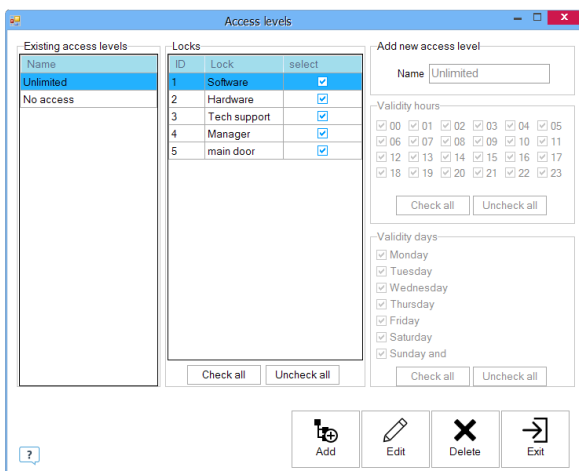 Access levels
Existing access levels
Name
Unlimited
No access
Locks
ID Lock select
1 Software
2 Hardware
3 Tech support
4 Manager
5 main door
Check all Uncheck all
Add new access level
Name Unlimited
Validity hours
00 01 02 03 04 05
06 07 08 09 10 11
12 13 14 15 16 17
18 19 20 21 22 23
Check all Uncheck all
Validity days
Monday
Tuesday
Wednesday
Thursday
Friday
Saturday
Sunday and
Check all Uncheck all
? Add Edit Delete Exit